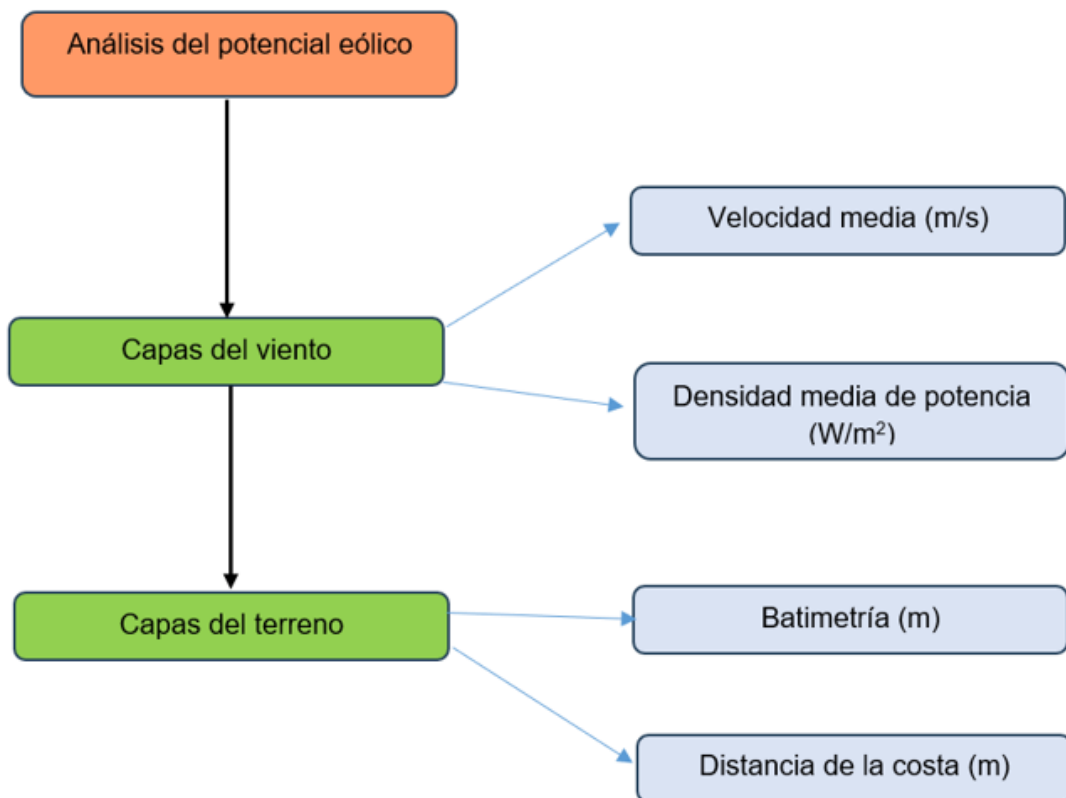 Análisis del potencial eólico
Velocidad media (m/s)
Capas del viento
Densidad media de potencia
(W/m²)
Capas del terreno
Batimetría (m)
Distancia de la costa (m)